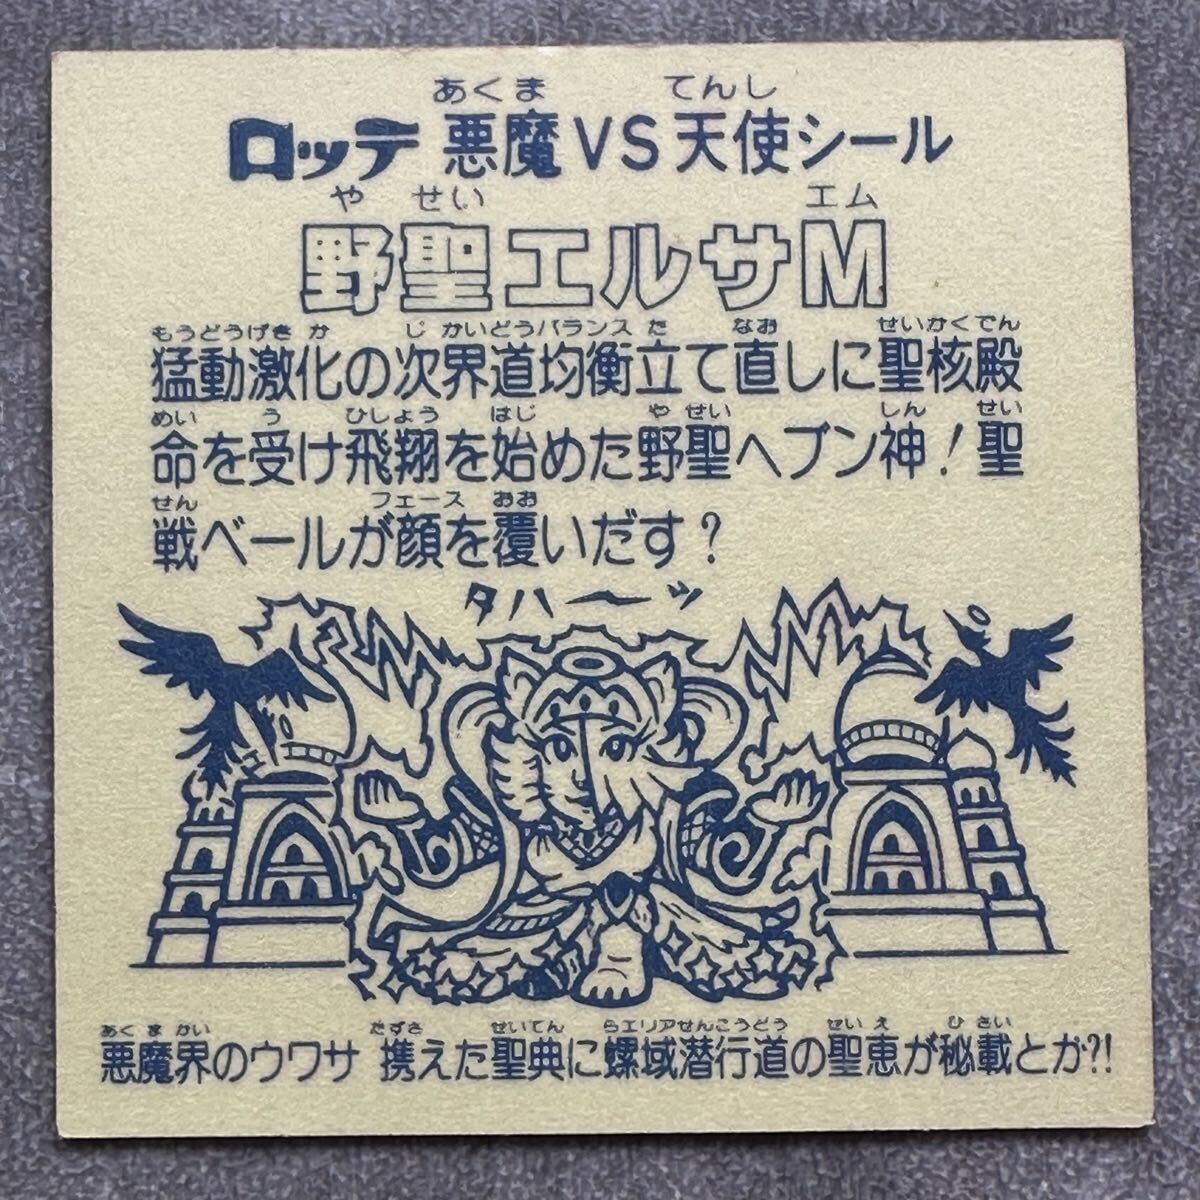 あくま てんし
ロッテ 悪魔VS天使シール
やせい エム
野聖エルサM
もうどうげきか じかいどうバランスた なお せいかくでん
猛動激化の次界道均衡立て直しに聖核殿
めい う ひしょう はじ やせい しん せい
命を受け飛翔を始めた野聖ヘブン神！聖
せん フェース おお
戦ベールが顔を覆いだす？
タハーッ
あくまかい たずさ せいてん らエリアせんこうどう せいえ ひさい
悪魔界のウワサ 携えた聖典に螺域潜行道の聖恵が秘載とか?!